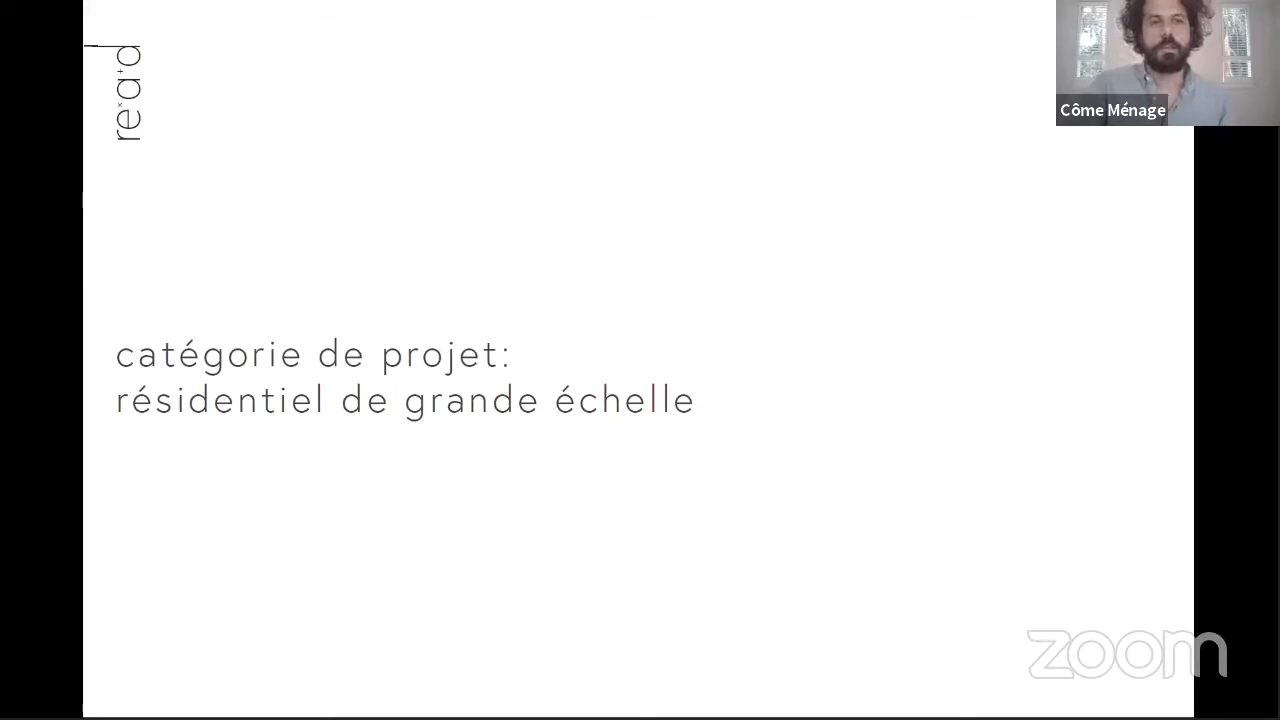 re×a+d
Côme Ménage
catégorie de projet:
résidentiel de grande échelle
zoom